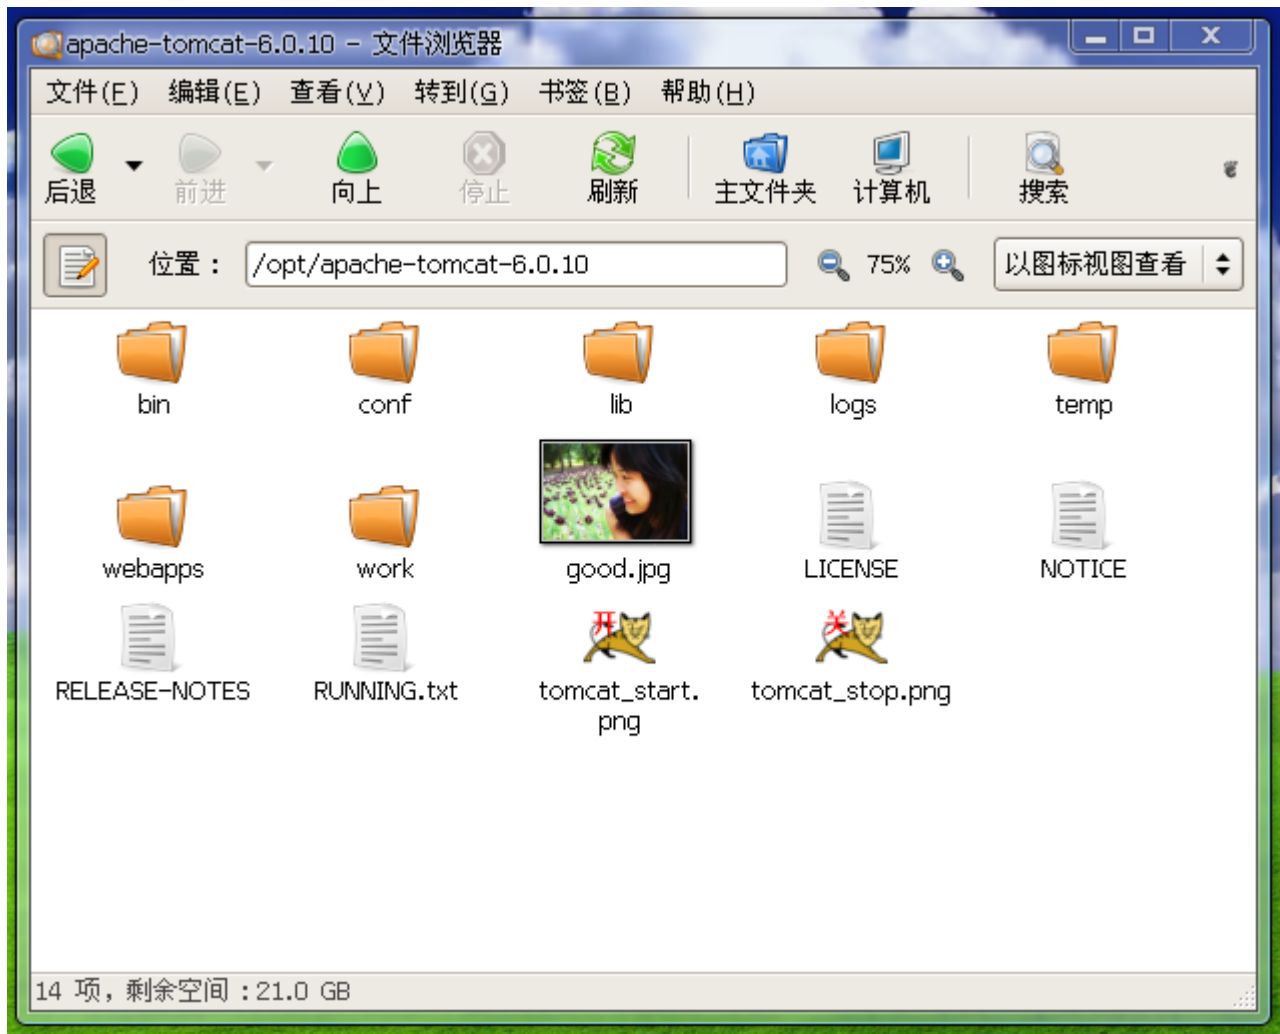 apache-tomcat-6.0.10 – 文件浏览器
文件(F) 编辑(E) 查看(V) 转到(G) 书签(B) 帮助(H)
后退 前进 向上 停止 刷新 主文件夹 计算机 搜索
位置： /opt/apache-tomcat-6.0.10 75% 以图标视图查看
bin conf lib logs temp
webapps work good.jpg LICENSE NOTICE
开 关
RELEASE-NOTES RUNNING.txt tomcat_start. tomcat_stop.png
png
14 项，剩余空间 :21.0 GB